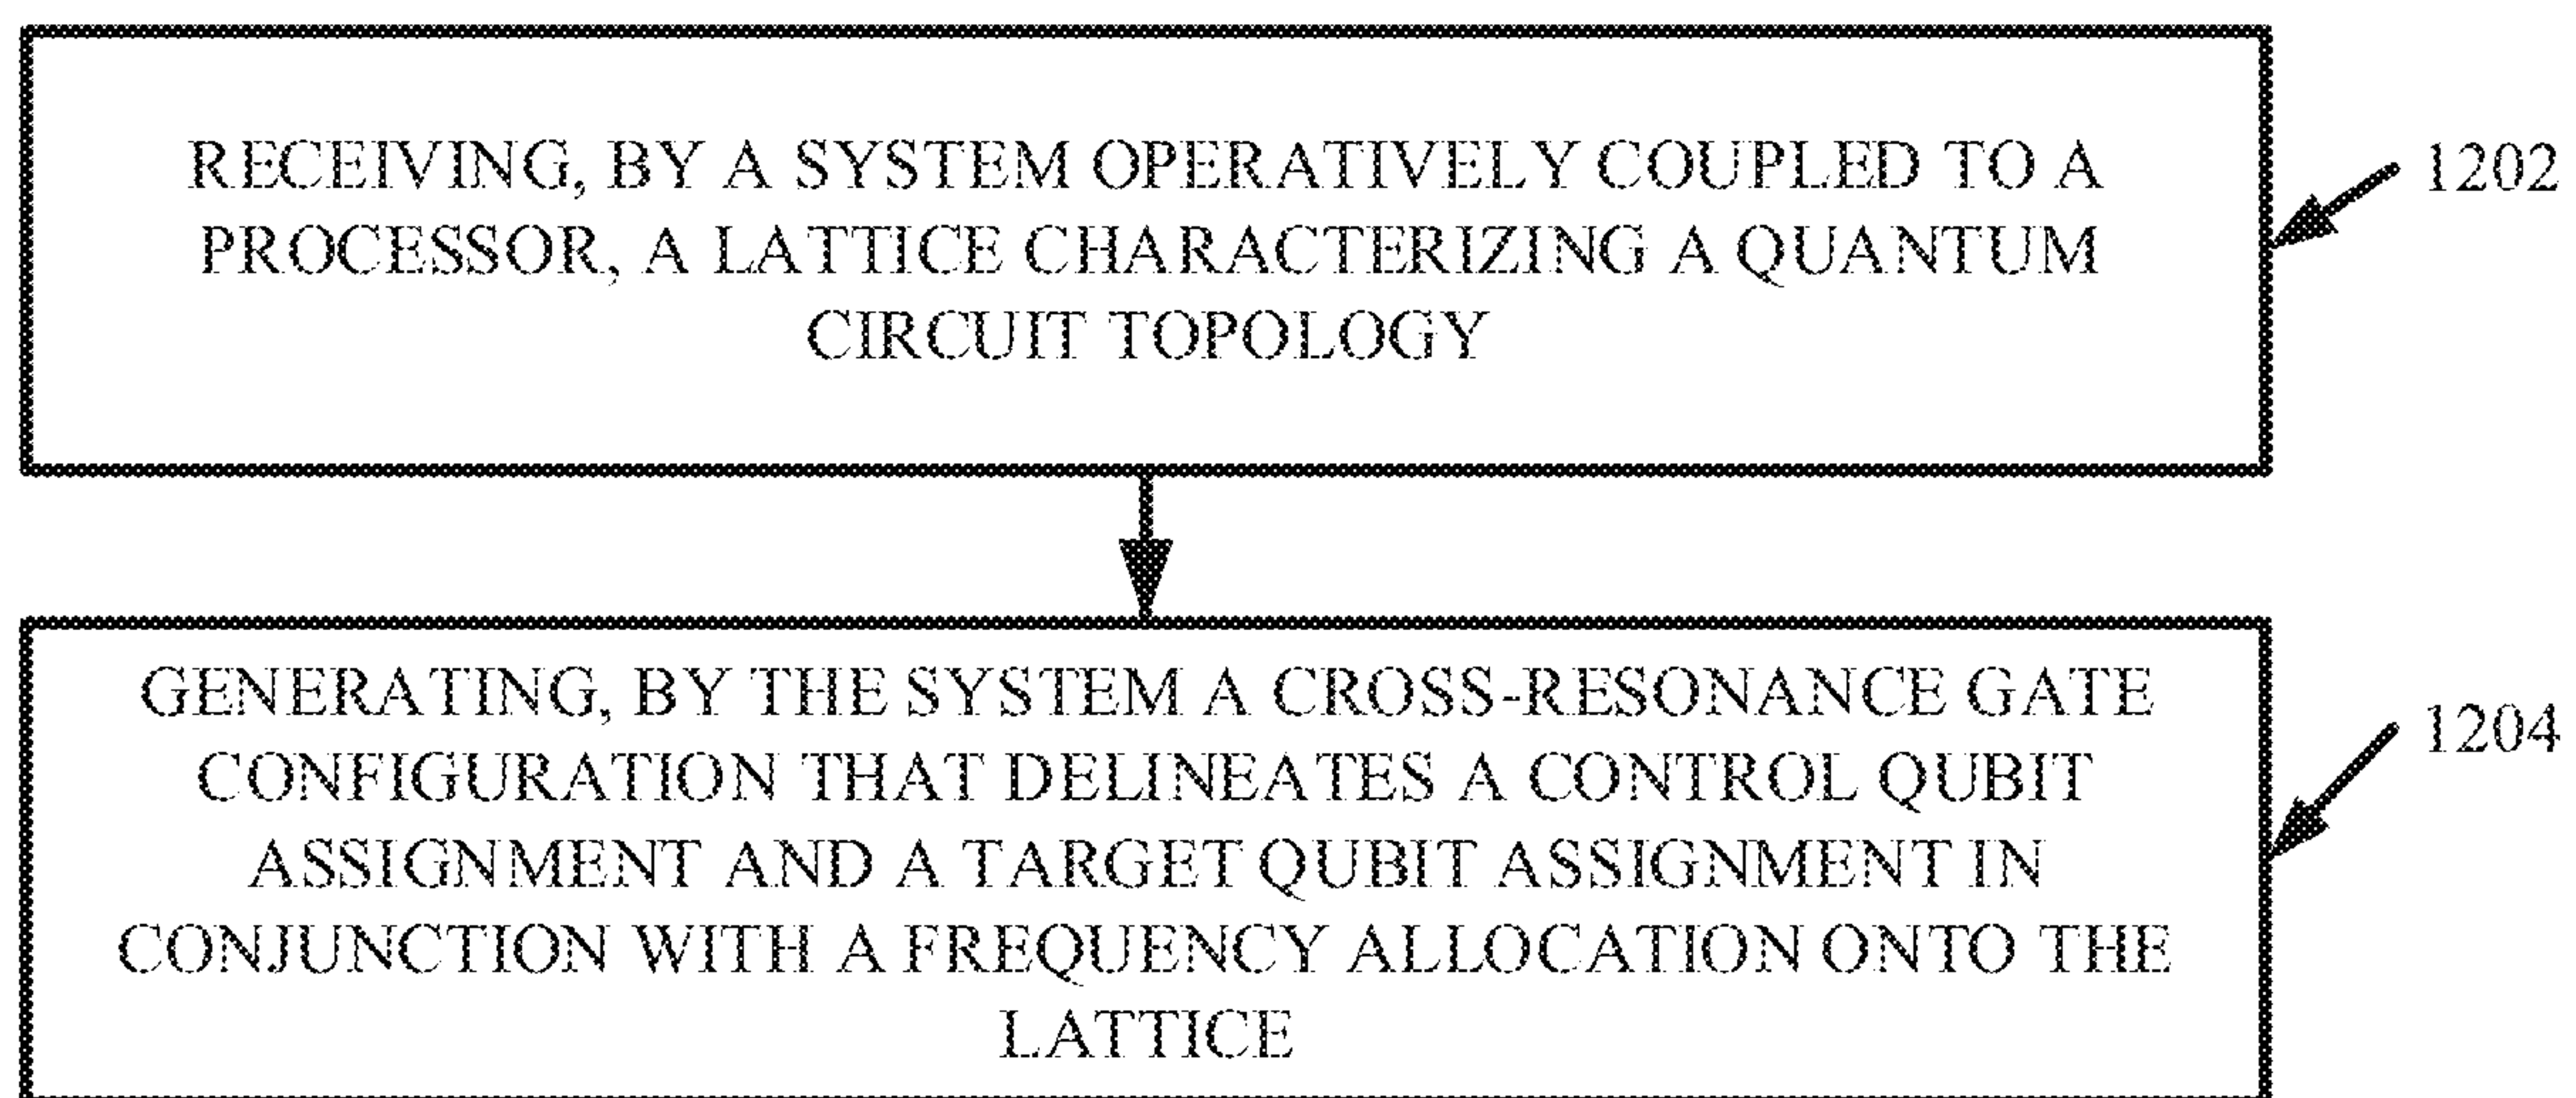 RECEIVING, BY A SYSTEM OPERATIVELY COUPLED TO A
PROCESSOR, A LATTICE CHARACTERIZING A QUANTUM
CIRCUIT TOPOLOGY
1202
GENERATING, BY THE SYSTEM A CROSS-RESONANCE GATE
CONFIGURATION THAT DELINEATES A CONTROL QUBIT
ASSIGNMENT AND A TARGET QUBIT ASSIGNMENT IN
CONJUNCTION WITH A FREQUENCY ALLOCATION ONTO THE
LATTICE
1204